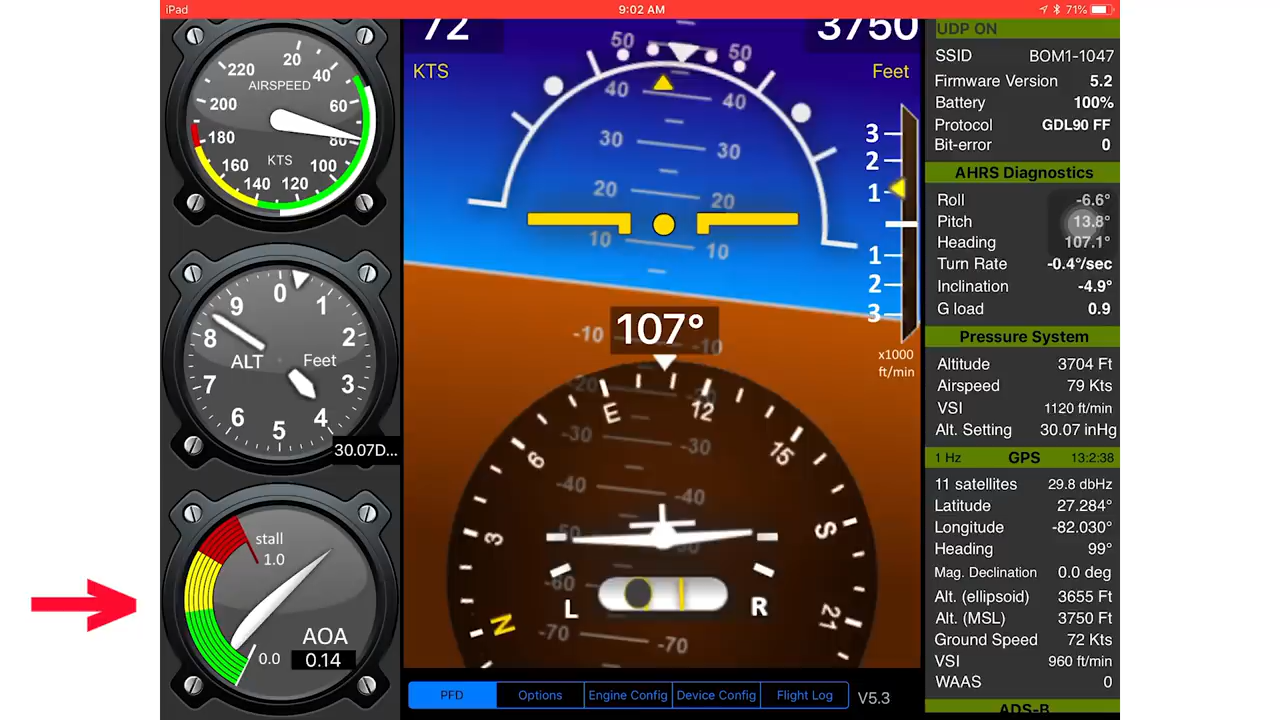 iPad
9:02 AM
71%
220
20
40
AIRSPEED
200
60
180
80
KTS
160
100
140
120
0
9
1
8
2
ALT
Feet
7
3
6
4
5
30.07D...
stall
1.0
AOA
0.0
0.14
72
3750
KTS
Feet
50
50
40
40
30
30
20
20
10
10
3
2
1
1
2
3
x1000
ft/min
107°
-10
-10
-20
-20
E
12
-30
-30
6
15
-40
-40
3
S
-50
-50
-60
L
R
N
21
-70
-70
PFD
Options
Engine Config
Device Config
Flight Log
V5.3
UDP ON
SSID BOM1-1047
Firmware Version 5.2
Battery 100%
Protocol GDL90 FF
Bit-error 0
AHRS Diagnostics
Roll -6.6°
Pitch 13.8°
Heading 107.1°
Turn Rate -0.4°/sec
Inclination -4.9°
G load 0.9
Pressure System
Altitude 3704 Ft
Airspeed 79 Kts
VSI 1120 ft/min
Alt. Setting 30.07 inHg
1 Hz GPS 13:2:38
11 satellites 29.8 dbHz
Latitude 27.284°
Longitude -82.030°
Heading 99°
Mag. Declination 0.0 deg
Alt. (ellipsoid) 3655 Ft
Alt. (MSL) 3750 Ft
Ground Speed 72 Kts
VSI 960 ft/min
WAAS 0
ADS-B